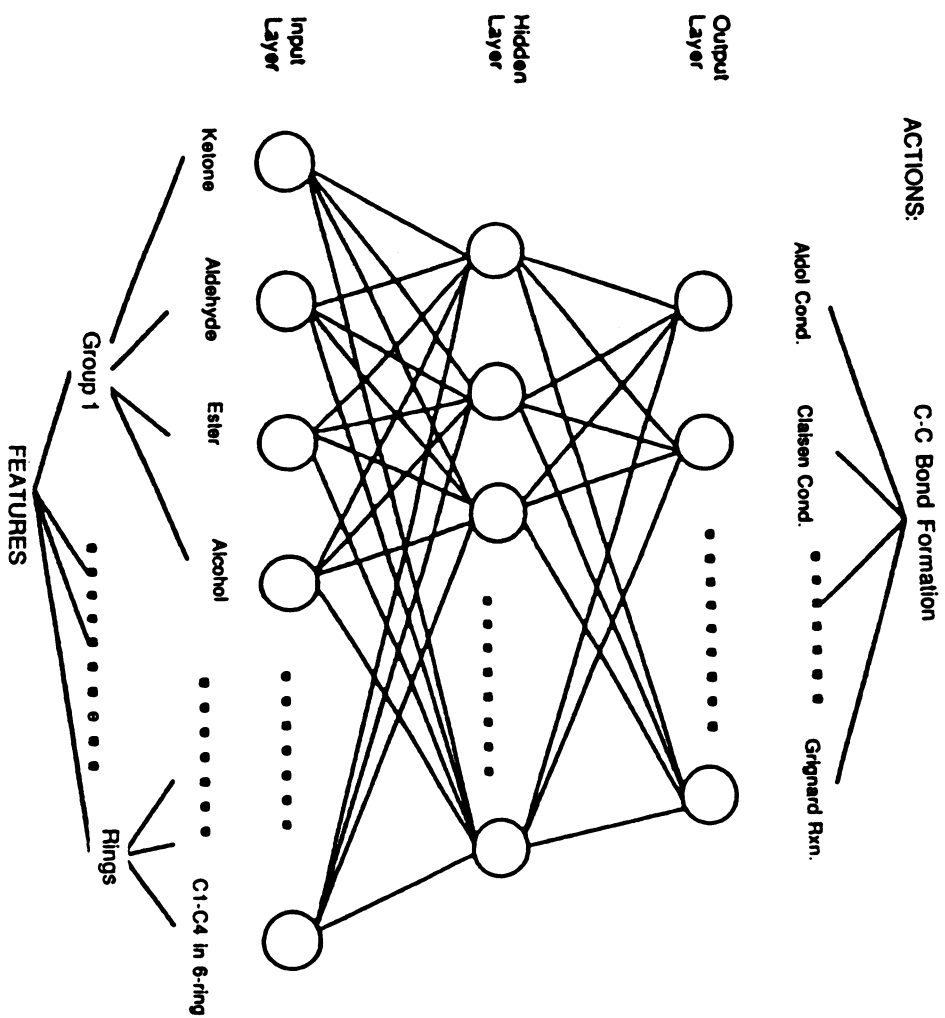 C-C Bond Formation
ACTIONS:
Aldol Cond.
Claisen Cond.
Grignard Rxn.
Output
Layer
Hidden
Layer
Input
Layer
Ketone
Aldehyde
Ester
Alcohol
C1-C4 in 6-ring
Group 1
Rings
FEATURES